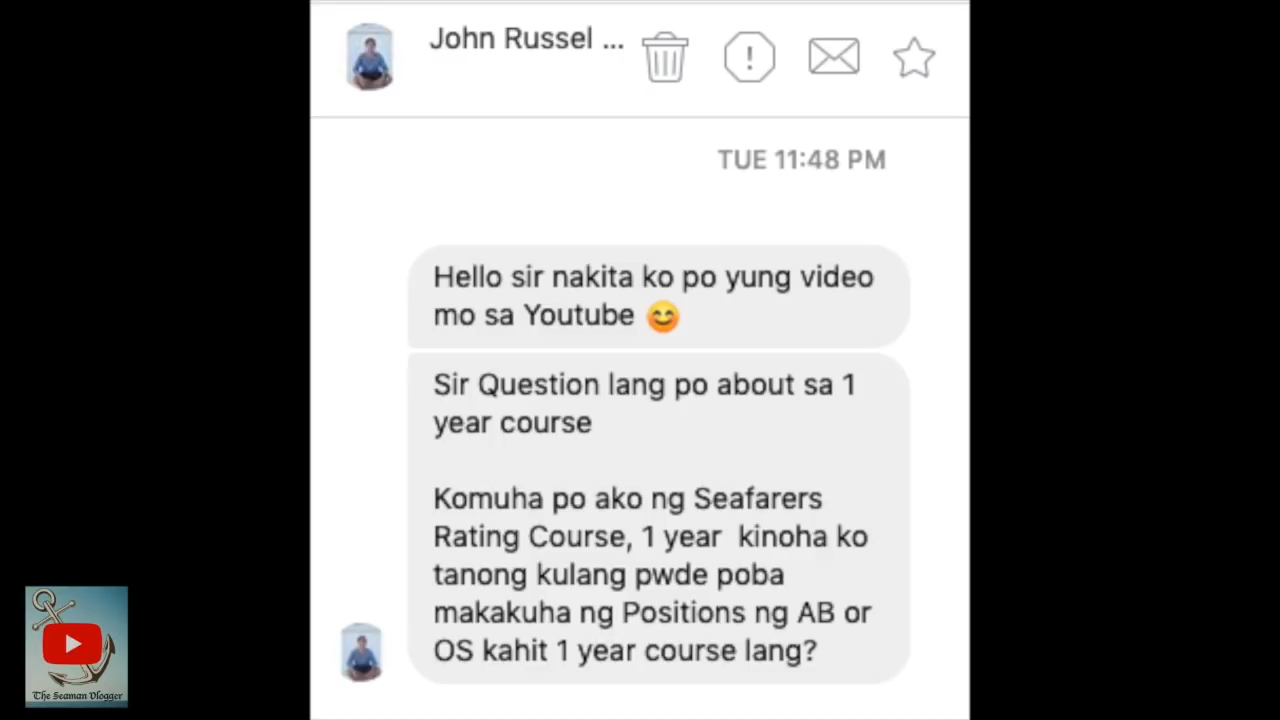 John Russel ...
TUE 11:48 PM
Hello sir nakita ko po yung video
mo sa Youtube 😊
Sir Question lang po about sa 1
year course
Komuha po ako ng Seafarers
Rating Course, 1 year  kinoha ko
tanong kulang pwde poba
makakuha ng Positions ng AB or
OS kahit 1 year course lang?
The Seaman Vlogger